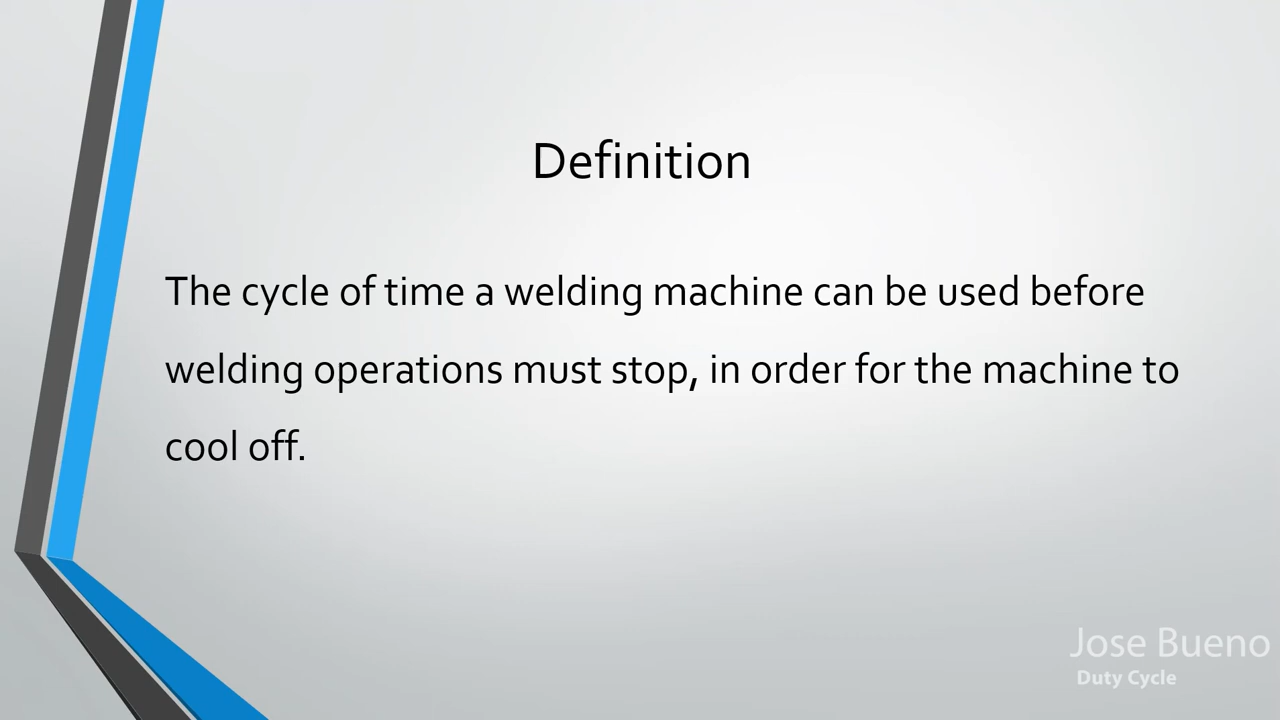 Definition
The cycle of time a welding machine can be used before
welding operations must stop, in order for the machine to
cool off.
Jose Bueno
Duty Cycle